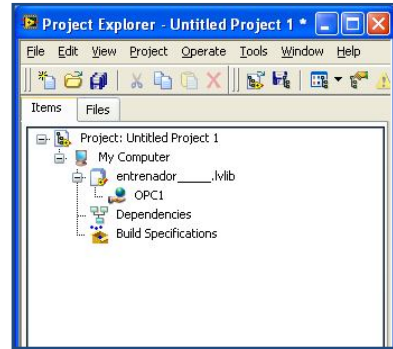 Project Explorer - Untitled Project 1 *
File Edit View Project Operate Tools Window Help
Items Files
Project: Untitled Project 1
My Computer
entrenador_____.lvlib
OPC1
Dependencies
Build Specifications